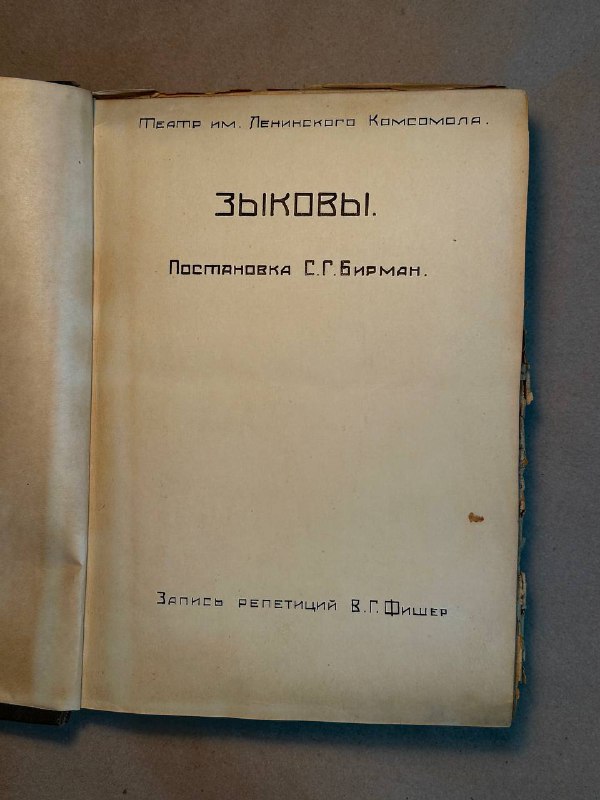 Театр им. Ленинского Комсомола.
ЗЫКОВЫ.
Постановка С.Г.Бирман.
Запись репетиций В.Г.Фишер